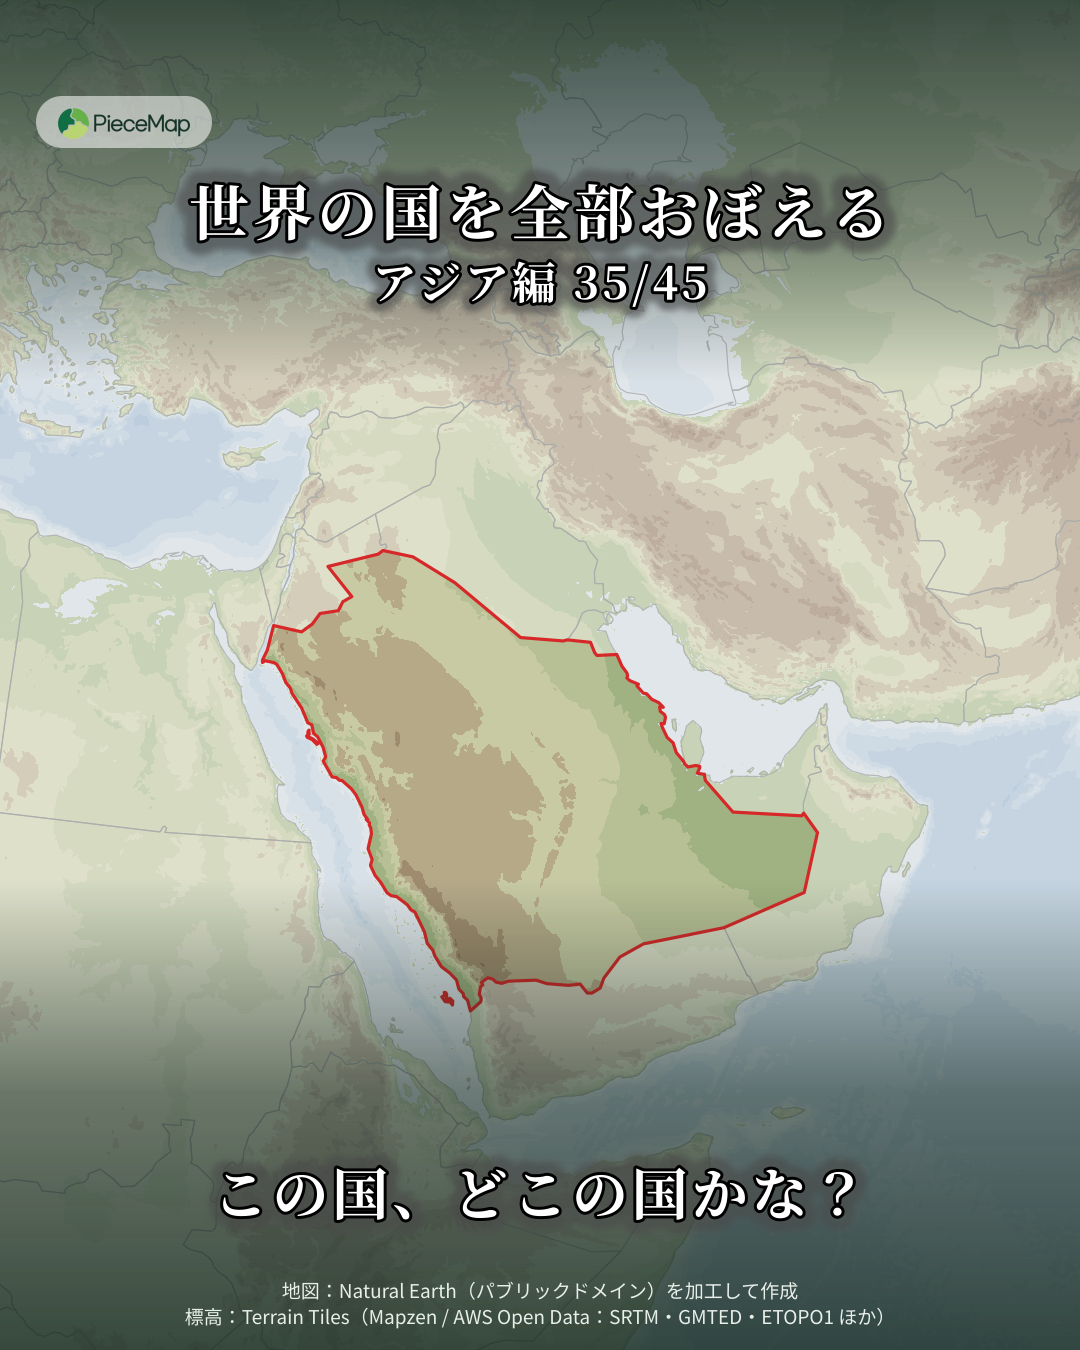 PieceMap
世界の国を全部おぼえる
アジア編 35/45
この国、どこの国かな？
地図：Natural Earth（パブリックドメイン）を加工して作成
標高：Terrain Tiles（Mapzen / AWS Open Data：SRTM・GMTED・ETOPO1 ほか）